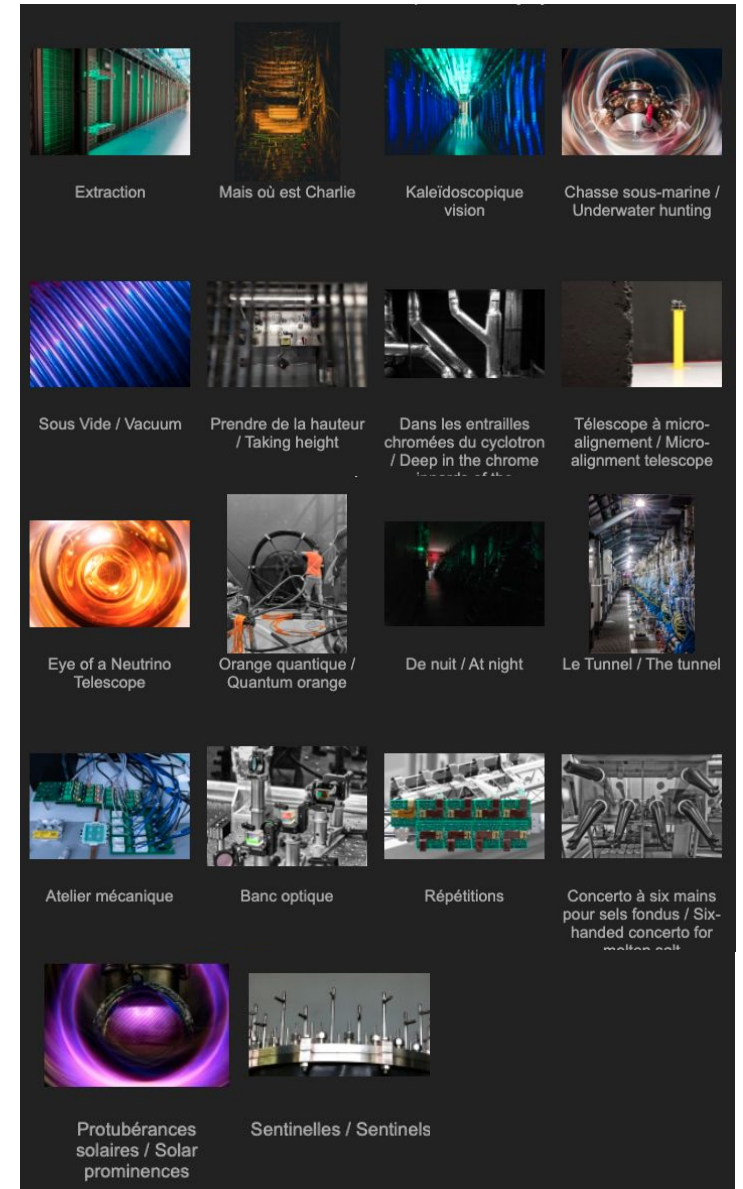 Extraction
Mais où est Charlie
Kaleïdoscopique
vision
Chasse sous-marine /
Underwater hunting
Sous Vide / Vacuum
Prendre de la hauteur
/ Taking height
Dans les entrailles
chromées du cyclotron
/ Deep in the chrome
Télescope à micro-
alignement / Micro-
alignment telescope
Eye of a Neutrino
Telescope
Orange quantique /
Quantum orange
De nuit / At night
Le Tunnel / The tunnel
Atelier mécanique
Banc optique
Répétitions
Concerto à six mains
pour sels fondus / Six-
handed concerto for
molten salt
Protubérances
solaires / Solar
prominences
Sentinelles / Sentinels